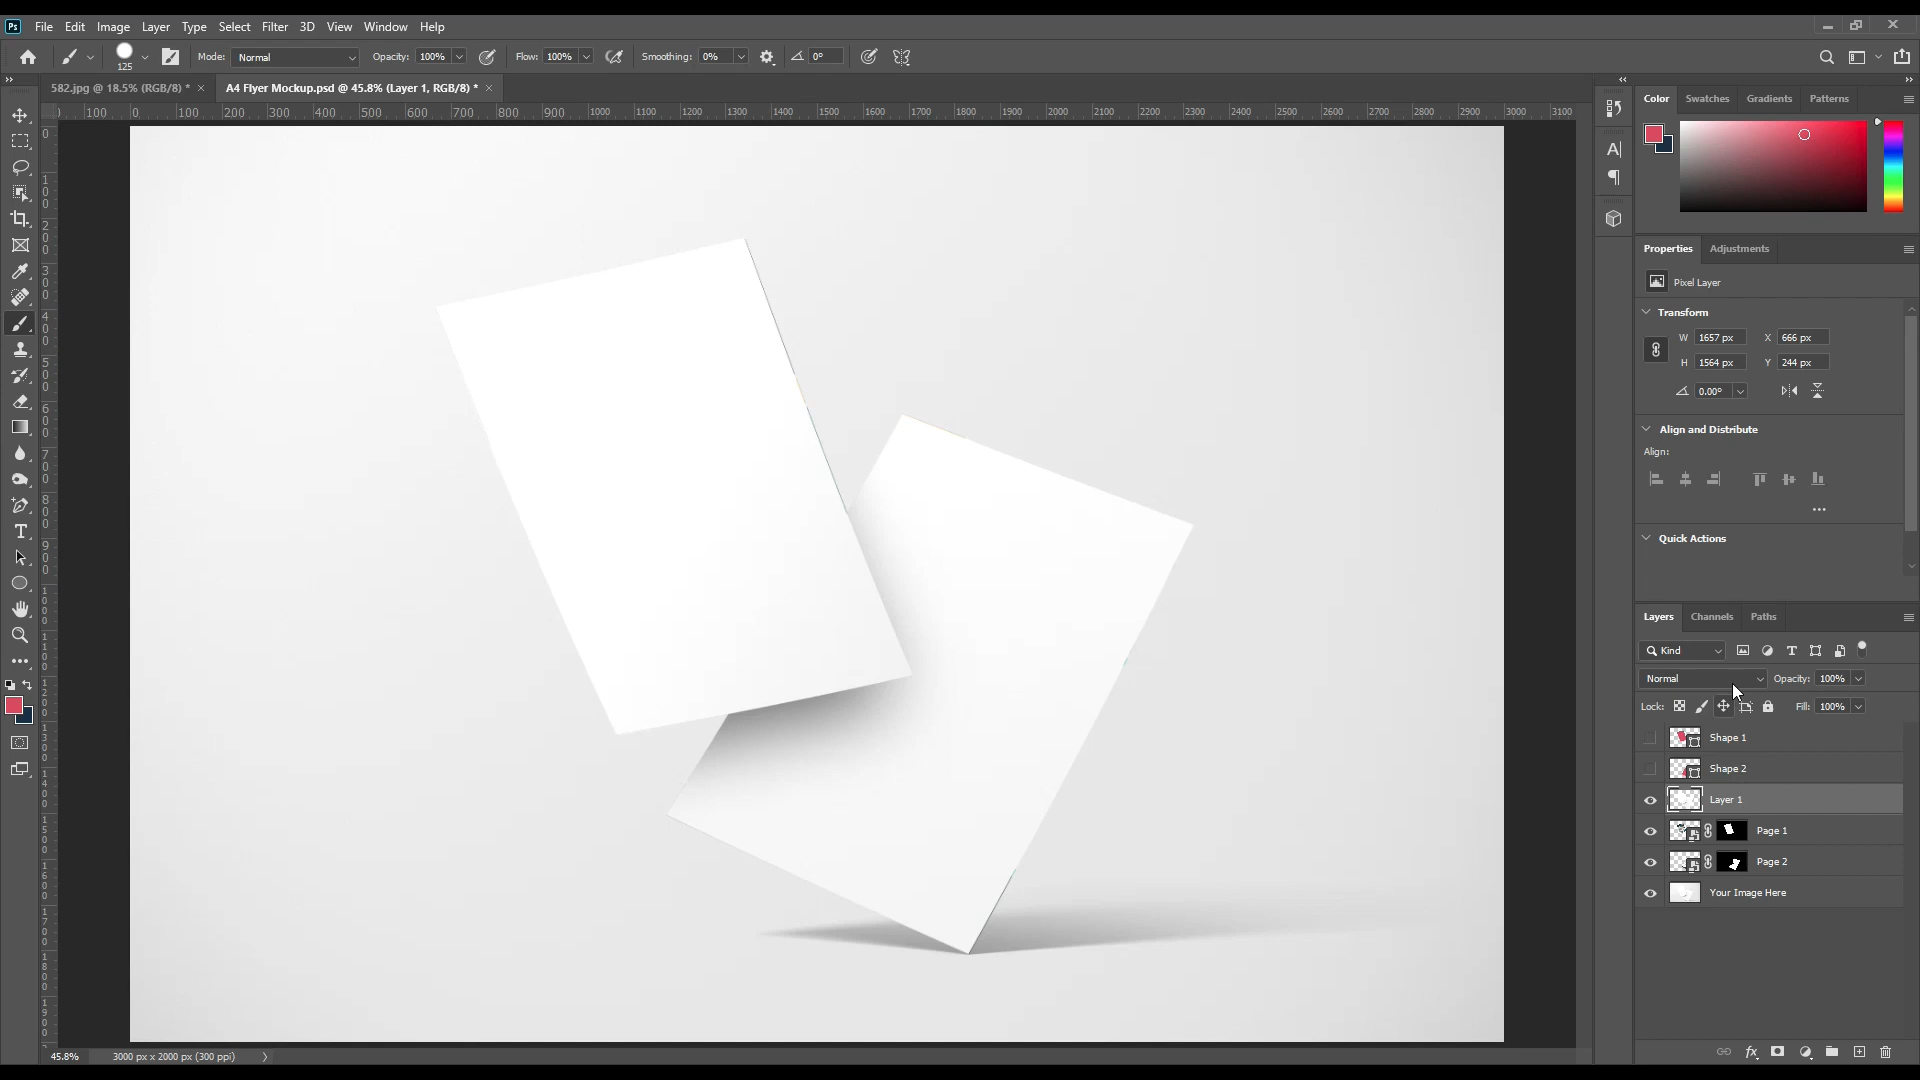 Ps File Edit Image Layer Type Select Filter 3D View Window Help
125 Mode: Normal Opacity: 100% Flow: 100% Smoothing: 0% 0°
582.jpg @ 18.5% (RGB/8) * × A4 Flyer Mockup.psd @ 45.8% (Layer 1, RGB/8) * ×
100 0 100 200 300 400 500 600 700 800 900 1000 1100 1200 1300 1400 1500 1600 1700 1800 1900 2000 2100 2200 2300 2400 2500 2600 2700 2800 2900 3000 3100
Color Swatches Gradients Patterns
Properties Adjustments
Pixel Layer
Transform
W 1657 px X 666 px
H 1564 px Y 244 px
0.00°
Align and Distribute
Align:
Quick Actions
Layers Channels Paths
Kind
Normal Opacity: 100%
Lock: Fill: 100%
Shape 1
Shape 2
Layer 1
Page 1
Page 2
Your Image Here
45.8% 3000 px x 2000 px (300 ppi)